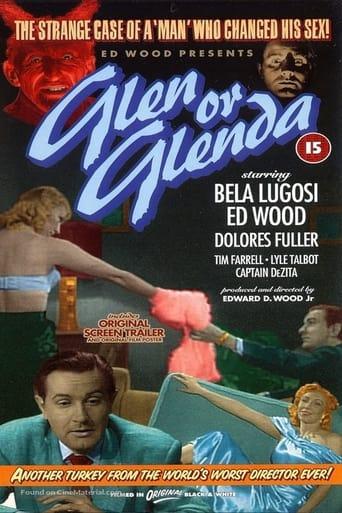 THE STRANGE CASE OF A 'MAN' WHO CHANGED HIS SEX!
ED WOOD PRESENTS
Glen or
Glenda
15
starring
BELA LUGOSI
ED WOOD
DOLORES FULLER
TIM FARRELL · LYLE TALBOT
CAPTAIN DeZITA
produced and directed by
EDWARD D. WOOD Jr
includes
ORIGINAL
SCREEN TRAILER
AND ORIGINAL FILM POSTER
ANOTHER TURKEY FROM THE WORLD'S WORST DIRECTOR EVER!
Found on CineMaterial.com
FILMED IN ORIGINAL BLACK & WHITE